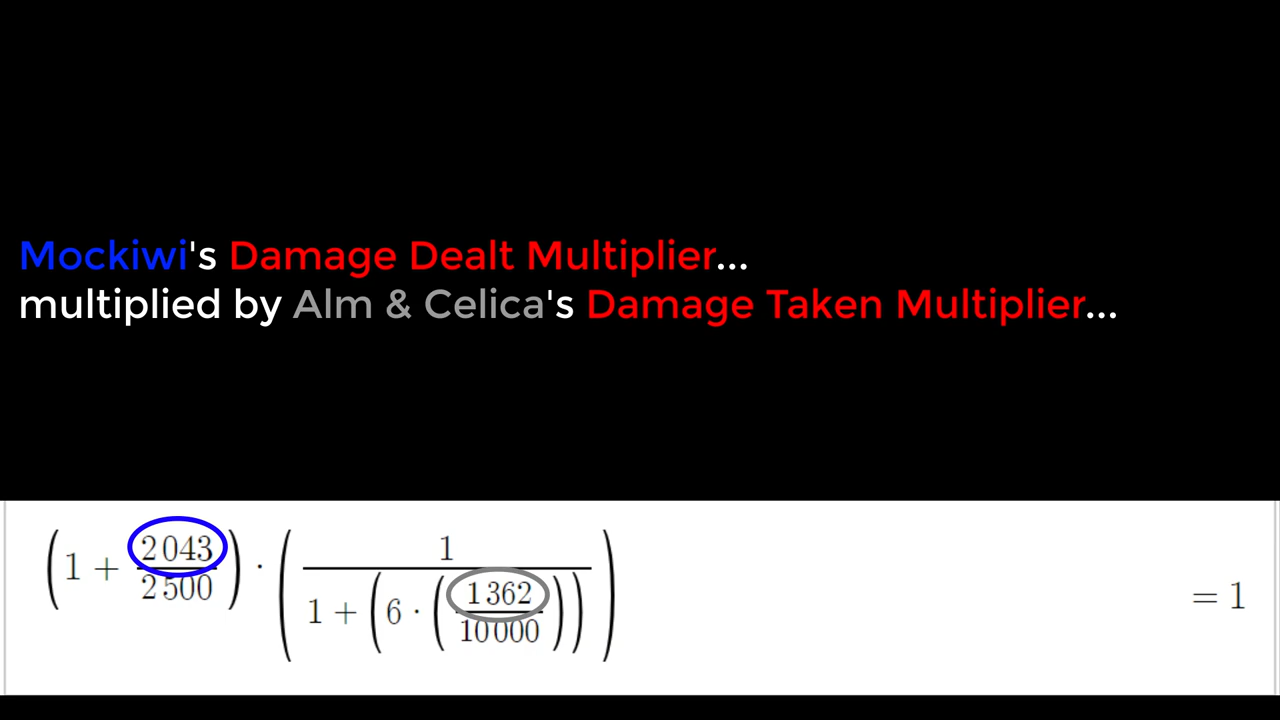 Mockiwi's Damage Dealt Multiplier...
multiplied by Alm & Celica's Damage Taken Multiplier...
(1 + 2043/2500) · (1/(1 + (6 · (1362/10000)))) = 1